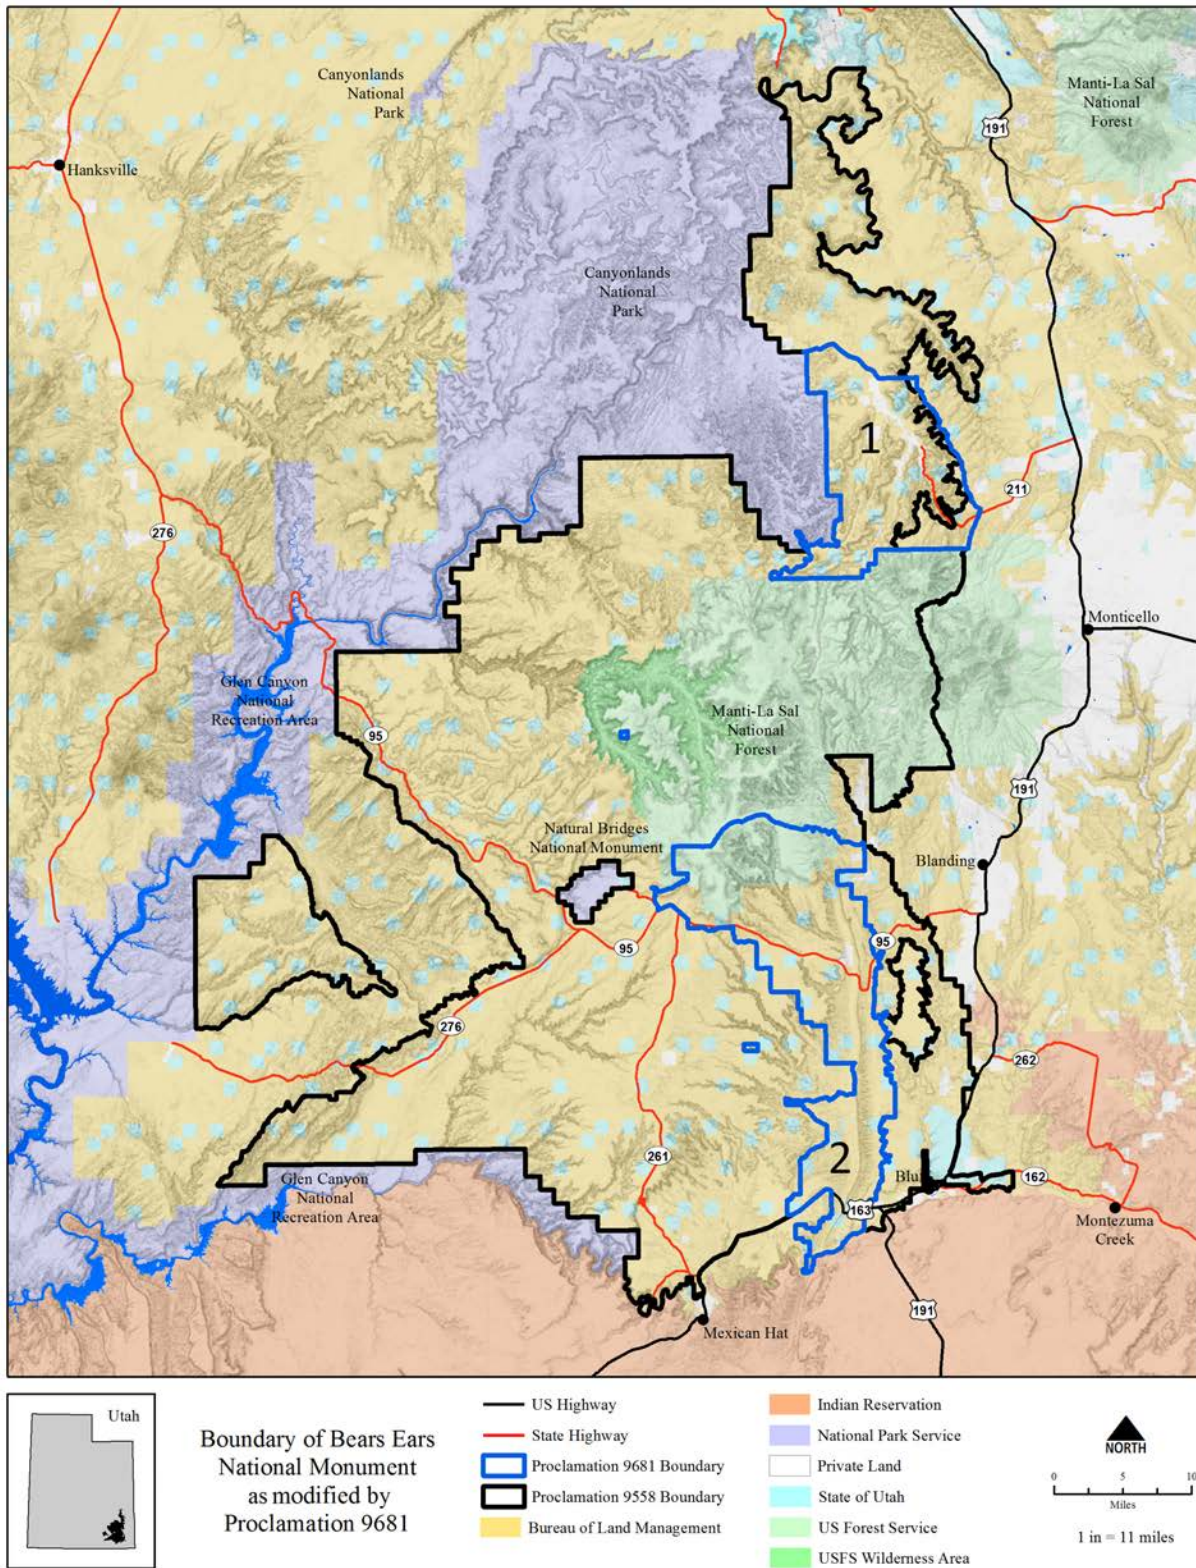 Canyonlands
National
Park
Manti-La Sal
National
Forest
191
Hanksville
Canyonlands
National
Park
1
211
276
Monticello
Glen Canyon
National
Recreation Area
Manti-La Sal
National
Forest
95
191
Natural Bridges
National Monument
Blanding
95
95
276
262
261
2
Bluff
162
Glen Canyon
National
Recreation Area
163
Montezuma
Creek
191
Mexican Hat
Utah
Boundary of Bears Ears
National Monument
as modified by
Proclamation 9681
US Highway
State Highway
Proclamation 9681 Boundary
Proclamation 9558 Boundary
Bureau of Land Management
Indian Reservation
National Park Service
Private Land
State of Utah
US Forest Service
USFS Wilderness Area
NORTH
0 5 10
Miles
1 in = 11 miles